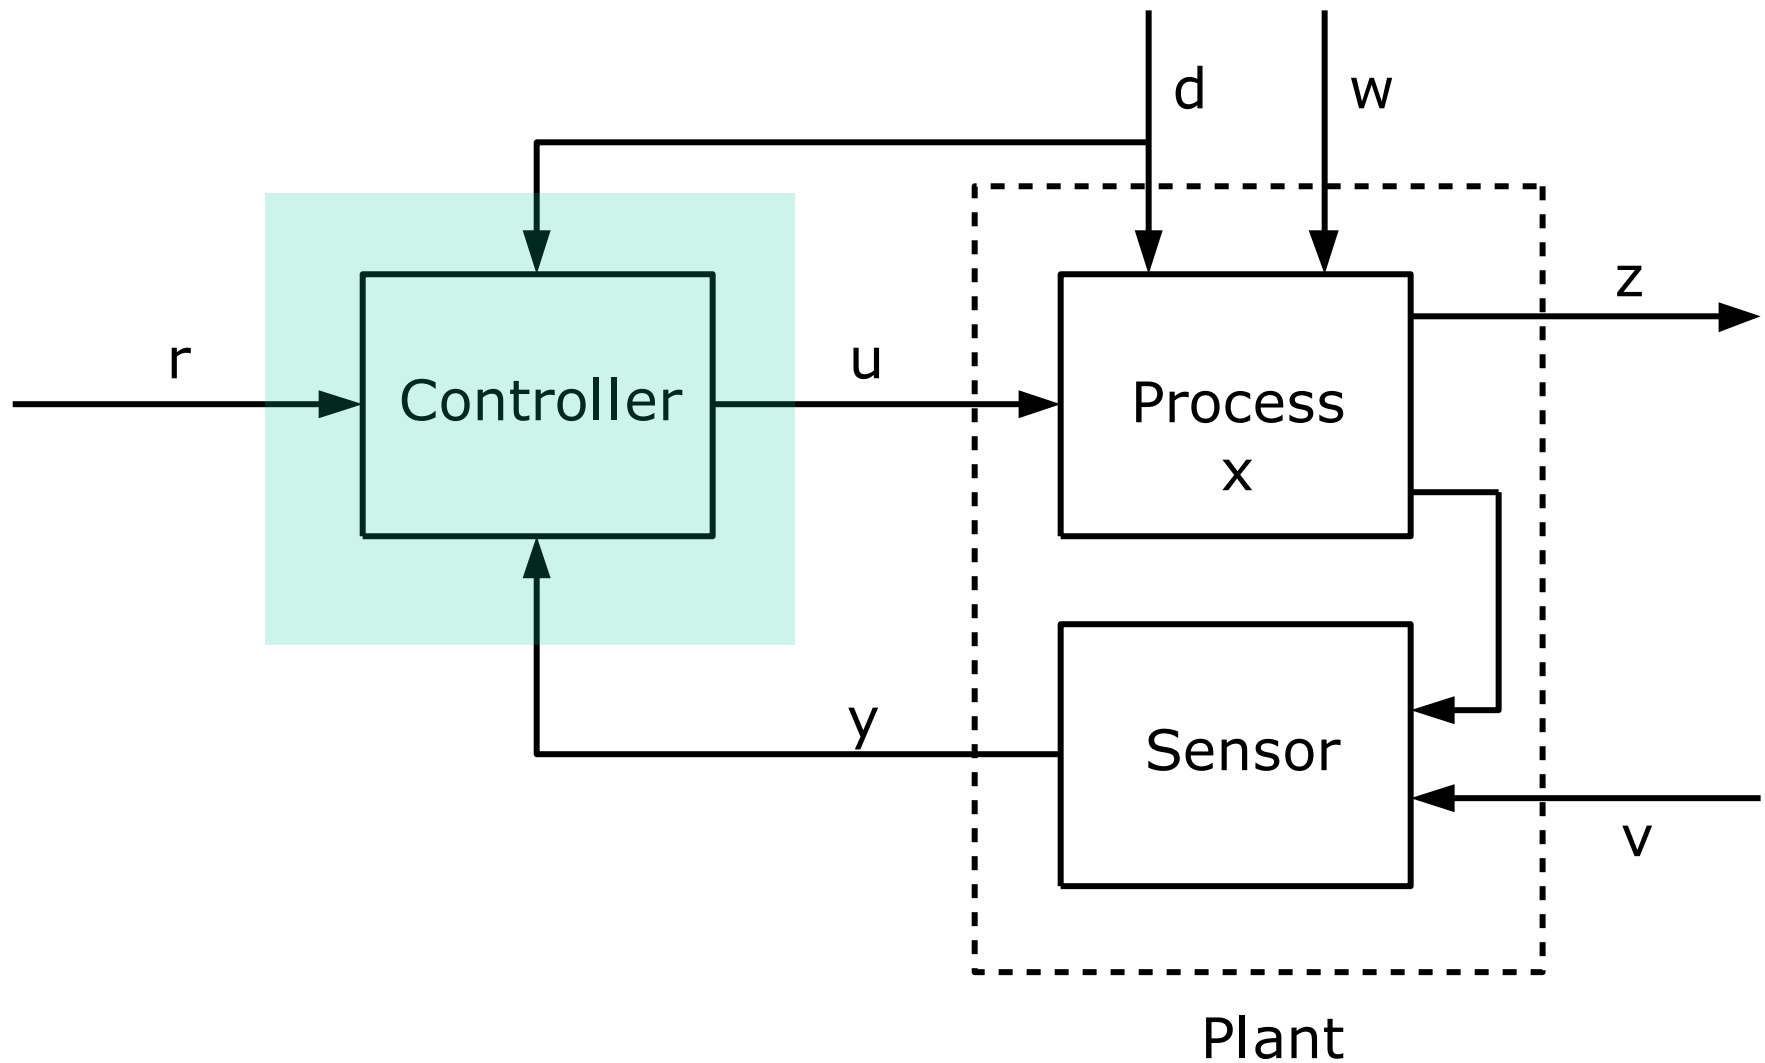 d
w
z
r
u
Controller
Process
x
y
Sensor
v
Plant